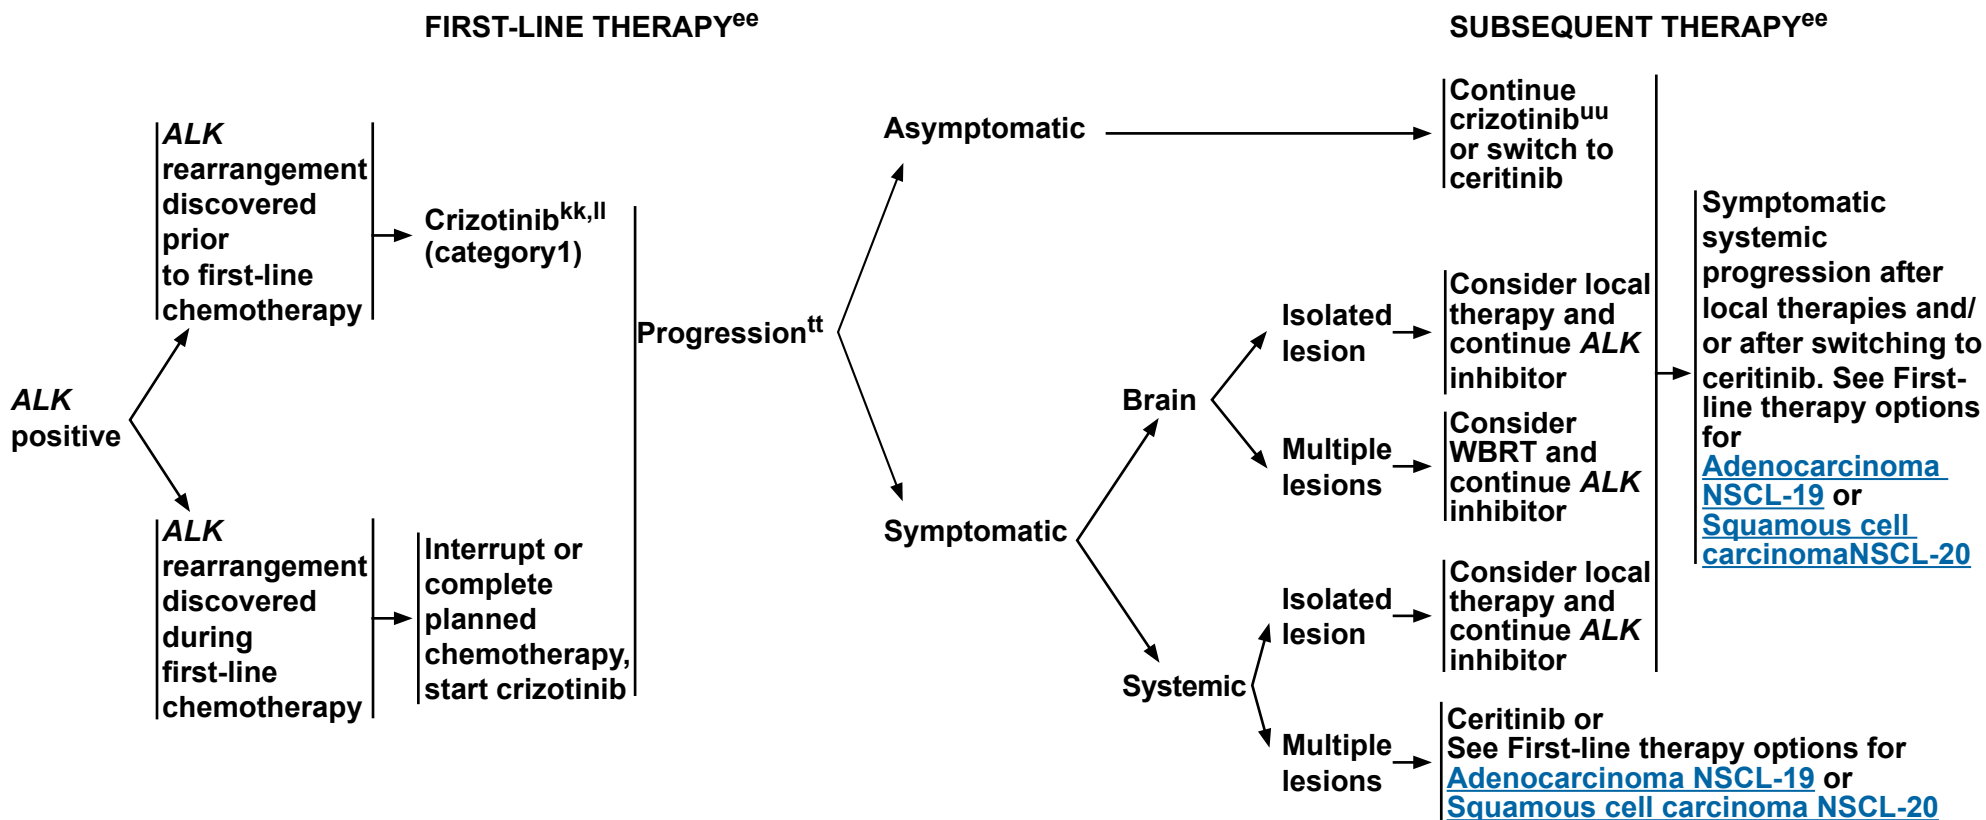 FIRST-LINE THERAPYee
SUBSEQUENT THERAPYee
ALK
positive
ALK
rearrangement
discovered
prior
to first-line
chemotherapy
Crizotinibkk,ll
(category1)
ALK
rearrangement
discovered
during
first-line
chemotherapy
Interrupt or
complete
planned
chemotherapy,
start crizotinib
Progressiontt
Asymptomatic
Continue
crizotinibuu
or switch to
ceritinib
Symptomatic
Brain
Isolated
lesion
Consider local
therapy and
continue ALK
inhibitor
Multiple
lesions
Consider
WBRT and
continue ALK
inhibitor
Systemic
Isolated
lesion
Consider local
therapy and
continue ALK
inhibitor
Multiple
lesions
Ceritinib or
See First-line therapy options for
Adenocarcinoma NSCL-19 or
Squamous cell carcinoma NSCL-20
Symptomatic
systemic
progression after
local therapies and/
or after switching to
ceritinib. See First-
line therapy options
for
Adenocarcinoma
NSCL-19 or
Squamous cell
carcinomaNSCL-20